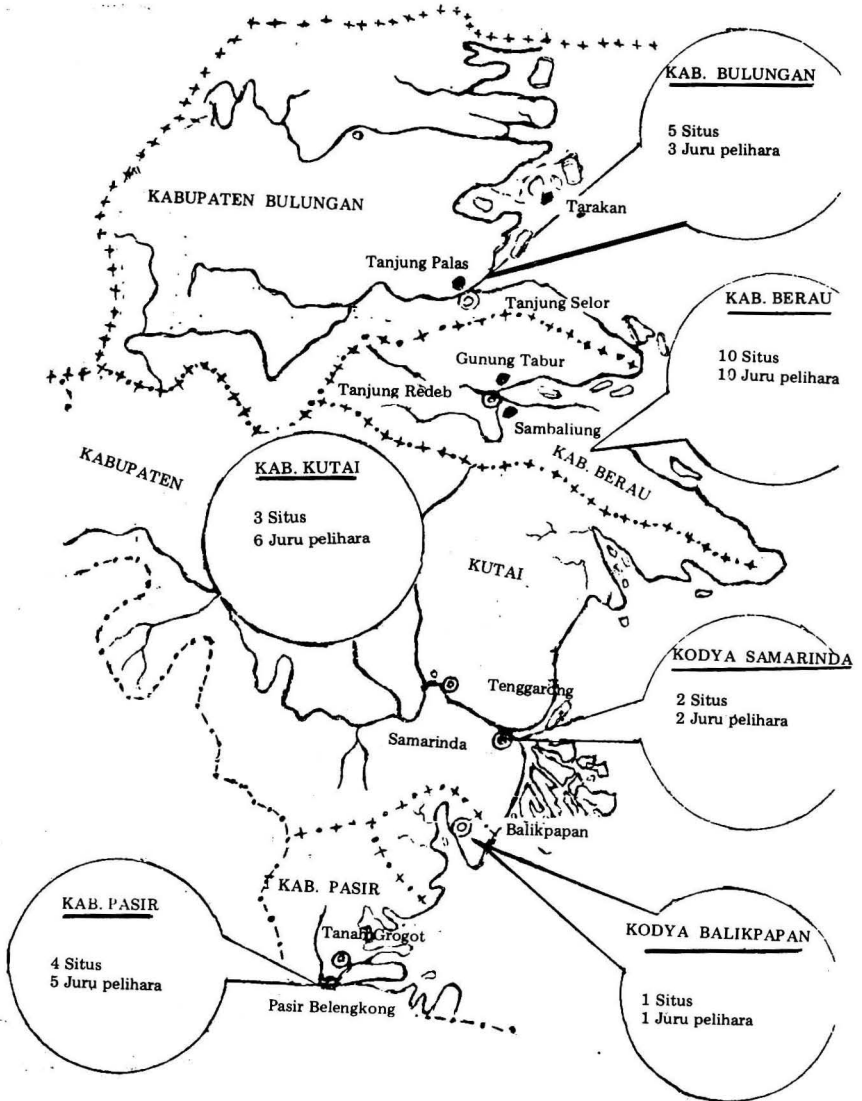 KAB. BULUNGAN
5 Situs
3 Juru pelihara
KABUPATEN BULUNGAN
Tarakan
Tanjung Palas
Tanjung Selor
KAB. BERAU
10 Situs
10 Juru pelihara
Gunung Tabur
Tanjung Redeb
Sambaliung
KAB. BERAU
KABUPATEN
KAB. KUTAI
3 Situs
6 Juru pelihara
KUTAI
KODYA SAMARINDA
2 Situs
2 Juru pelihara
Tenggarong
Samarinda
Balikpapan
KAB. PASIR
KAB. PASIR
4 Situs
5 Juru pelihara
Tanah Grogot
Pasir Belengkong
KODYA BALIKPAPAN
1 Situs
1 Juru pelihara